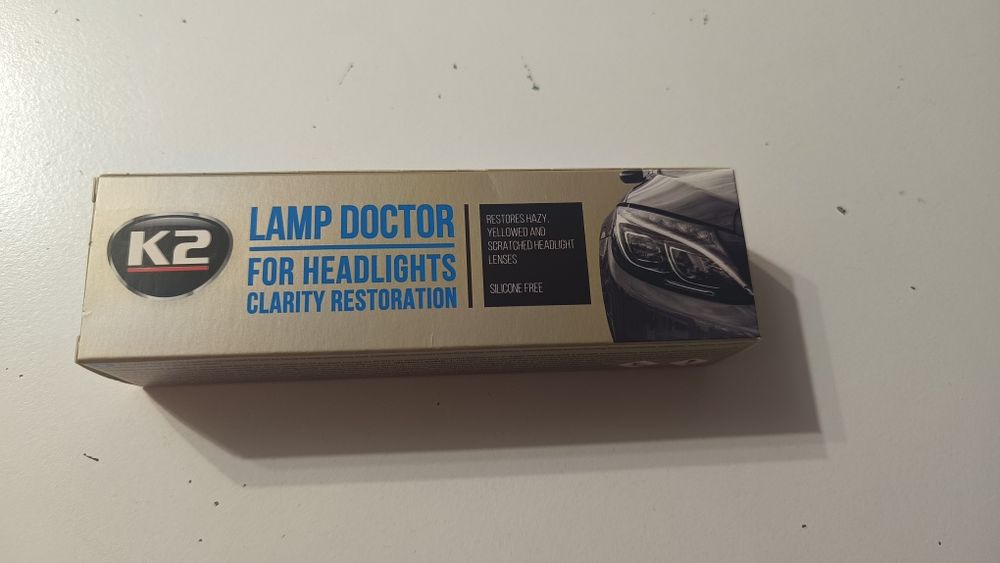 K2
LAMP DOCTOR
FOR HEADLIGHTS
CLARITY RESTORATION
RESTORES HAZY,
YELLOWED AND
SCRATCHED HEADLIGHT
LENSES
SILICONE FREE